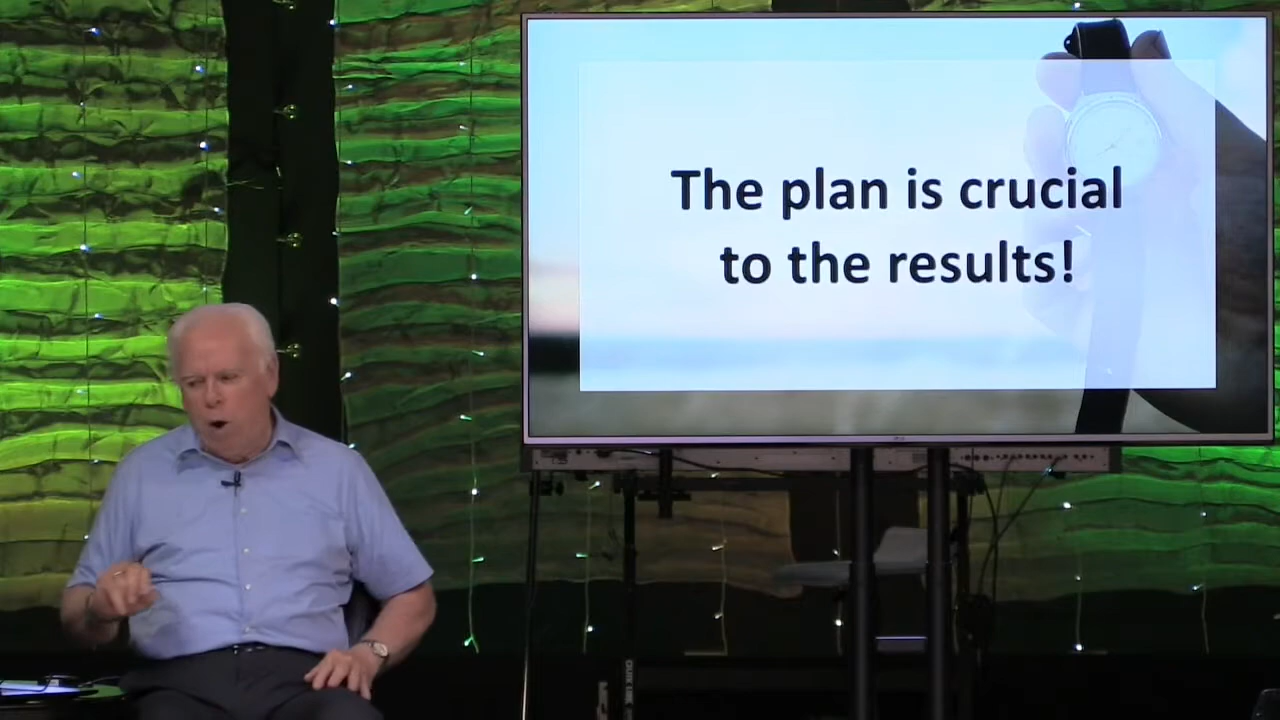 The plan is crucial
to the results!